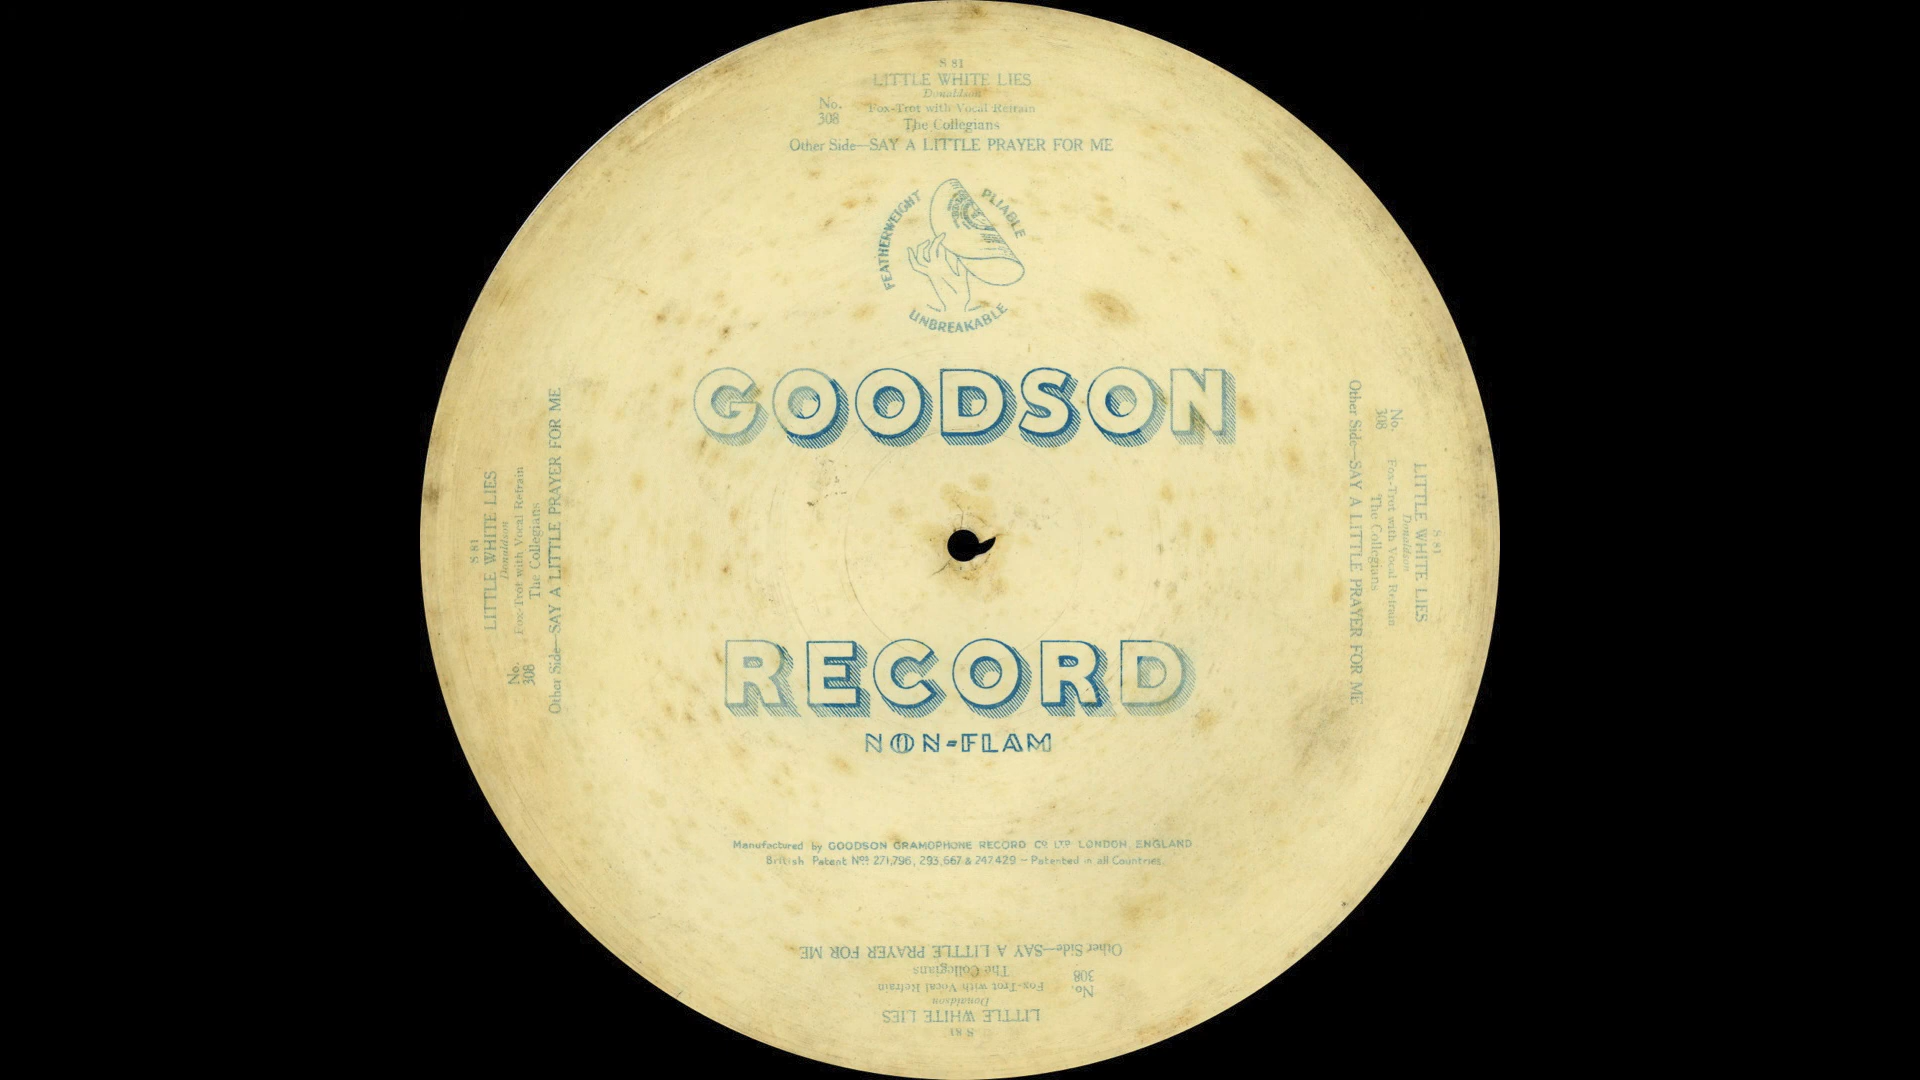 S 81
LITTLE WHITE LIES
Donaldson
No. 308
Fox-Trot with Vocal Refrain
The Collegians
Other Side—SAY A LITTLE PRAYER FOR ME
FEATHERWEIGHT
PLIABLE
UNBREAKABLE
GOODSON
RECORD
NON-FLAM
Manufactured by GOODSON GRAMOPHONE RECORD Cº LTD LONDON, ENGLAND
British Patent Nºs 271,796, 293,667 & 247429 – Patented in all Countries.
S 81
LITTLE WHITE LIES
Donaldson
Fox-Trot with Vocal Refrain
No. 308
The Collegians
Other Side—SAY A LITTLE PRAYER FOR ME
S 81
LITTLE WHITE LIES
Donaldson
No. 308
Fox-Trot with Vocal Refrain
The Collegians
Other Side—SAY A LITTLE PRAYER FOR ME
S 81
LITTLE WHITE LIES
Donaldson
No. 308
Fox-Trot with Vocal Refrain
The Collegians
Other Side—SAY A LITTLE PRAYER FOR ME